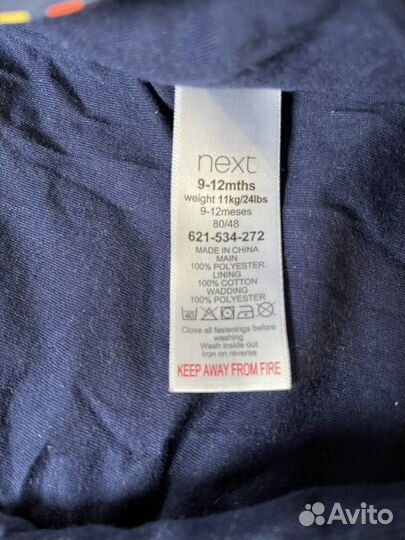 next
9-12mths
weight 11kg/24lbs
9-12meses
80/48
621-534-272
MADE IN CHINA
MAIN
100% POLYESTER
LINING
100% COTTON
WADDING
100% POLYESTER
40
Close all fastenings before
washing
Wash inside out
Iron on reverse
KEEP AWAY FROM FIRE
Avito